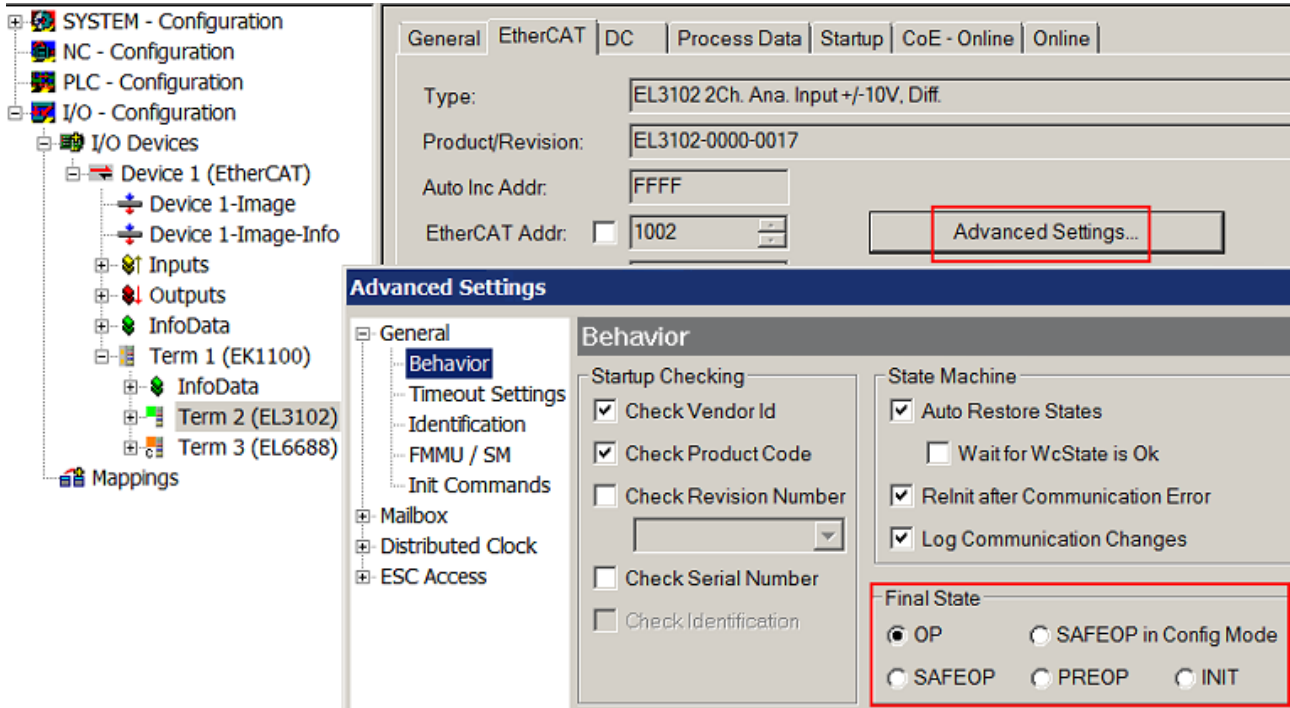 SYSTEM - Configuration
NC - Configuration
PLC - Configuration
I/O - Configuration
I/O Devices
Device 1 (EtherCAT)
Device 1-Image
Device 1-Image-Info
Inputs
Outputs
InfoData
Term 1 (EK1100)
InfoData
Term 2 (EL3102)
Term 3 (EL6688)
Mappings
General EtherCAT DC Process Data Startup CoE - Online Online
Type: EL3102 2Ch. Ana. Input +/-10V, Diff.
Product/Revision: EL3102-0000-0017
Auto Inc Addr: FFFF
EtherCAT Addr: 1002 Advanced Settings...
Advanced Settings
General
Behavior
Timeout Settings
Identification
FMMU / SM
Init Commands
Mailbox
Distributed Clock
ESC Access
Behavior
Startup Checking
Check Vendor Id
Check Product Code
Check Revision Number
Check Serial Number
Check Identification
State Machine
Auto Restore States
Wait for WcState is Ok
ReInit after Communication Error
Log Communication Changes
Final State
OP SAFEOP in Config Mode
SAFEOP PREOP INIT